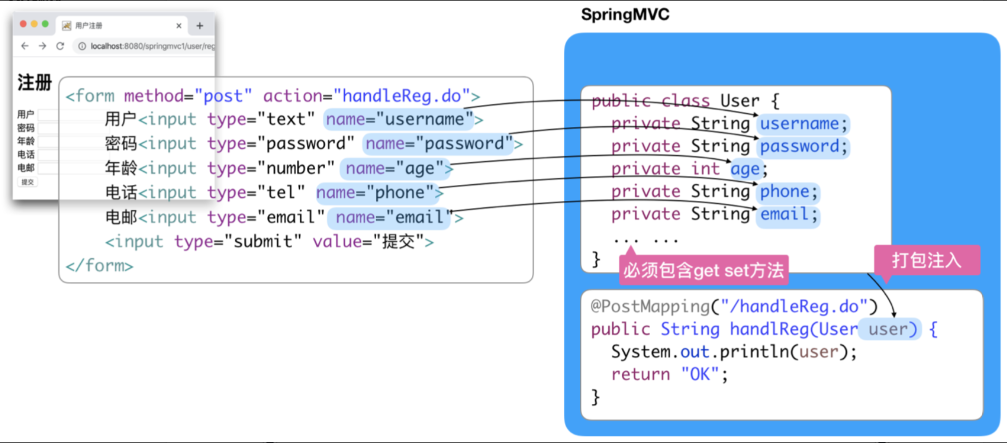 SpringMVC
用户注册
localhost:8080/springmvc1/user/reg
注册
用户
密码
年龄
电话
电邮
提交
<form method="post" action="handleReg.do">
用户<input type="text" name="username">
密码<input type="password" name="password">
年龄<input type="number" name="age">
电话<input type="tel" name="phone">
电邮<input type="email" name="email">
<input type="submit" value="提交">
</form>
public class User {
private String username;
private String password;
private int age;
private String phone;
private String email;
... ...
}
必须包含get set方法
打包注入
@PostMapping("/handleReg.do")
public String handlReg(User user) {
System.out.println(user);
return "OK";
}